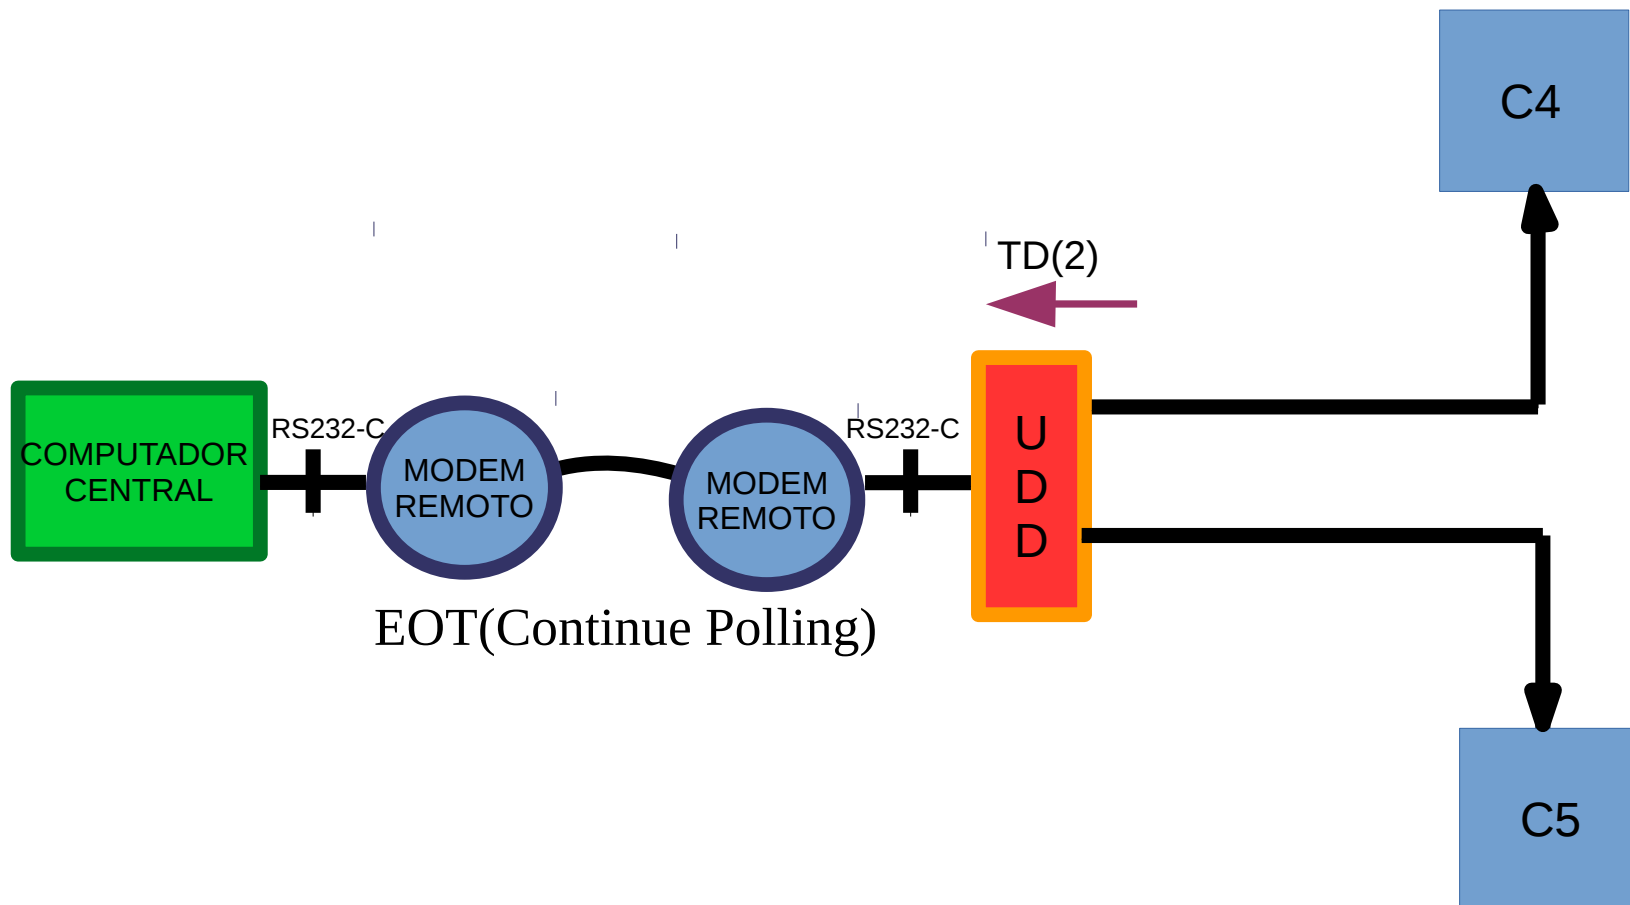 C4
TD(2)
COMPUTADOR
CENTRAL
RS232-C
MODEM
REMOTO
MODEM
REMOTO
RS232-C
U
D
D
EOT(Continue Polling)
C5